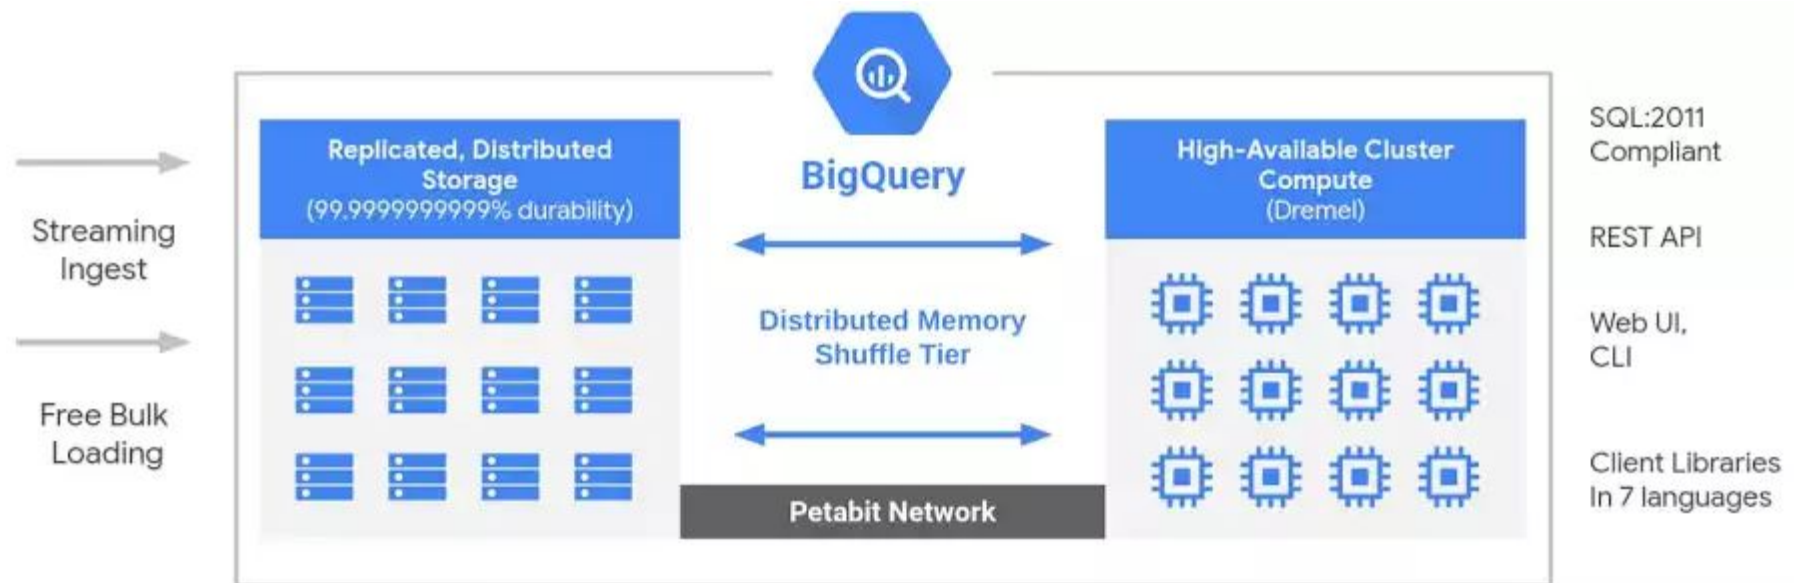 Streaming
Ingest
Free Bulk
Loading
Replicated, Distributed
Storage
(99.9999999999% durability)
BigQuery
Distributed Memory
Shuffle Tier
Petabit Network
High-Available Cluster
Compute
(Dremel)
SQL:2011
Compliant
REST API
Web UI,
CLI
Client Libraries
In 7 languages